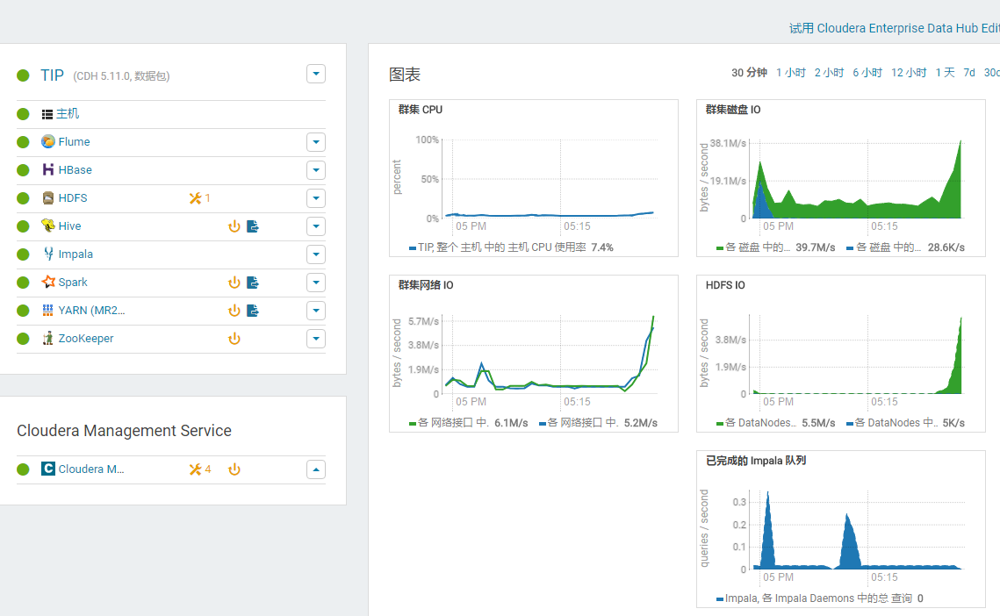 试用 Cloudera Enterprise Data Hub Edit
TIP (CDH 5.11.0, 数据包)
主机
Flume
HBase
HDFS 1
Hive
Impala
Spark
YARN (MR2...
ZooKeeper
Cloudera Management Service
Cloudera M... 4
图表
30 分钟 1 小时 2 小时 6 小时 12 小时 1 天 7d 30d
群集 CPU
percent
100%
50%
0%
05 PM 05:15
TIP, 整个 主机 中的 主机 CPU 使用率 7.4%
群集磁盘 IO
bytes / second
38.1M/s
19.1M/s
0
05 PM 05:15
各 磁盘 中的... 39.7M/s 各 磁盘 中的... 28.6K/s
群集网络 IO
bytes / second
5.7M/s
3.8M/s
1.9M/s
0
05 PM 05:15
各 网络接口 中. 6.1M/s 各 网络接口 中. 5.2M/s
HDFS IO
bytes / second
3.8M/s
1.9M/s
0
05 PM 05:15
各 DataNodes.. 5.5M/s 各 DataNodes 中.. 5K/s
已完成的 Impala 队列
queries / second
0.3
0.2
0.1
0
05 PM 05:15
Impala, 各 Impala Daemons 中的总 查询 0